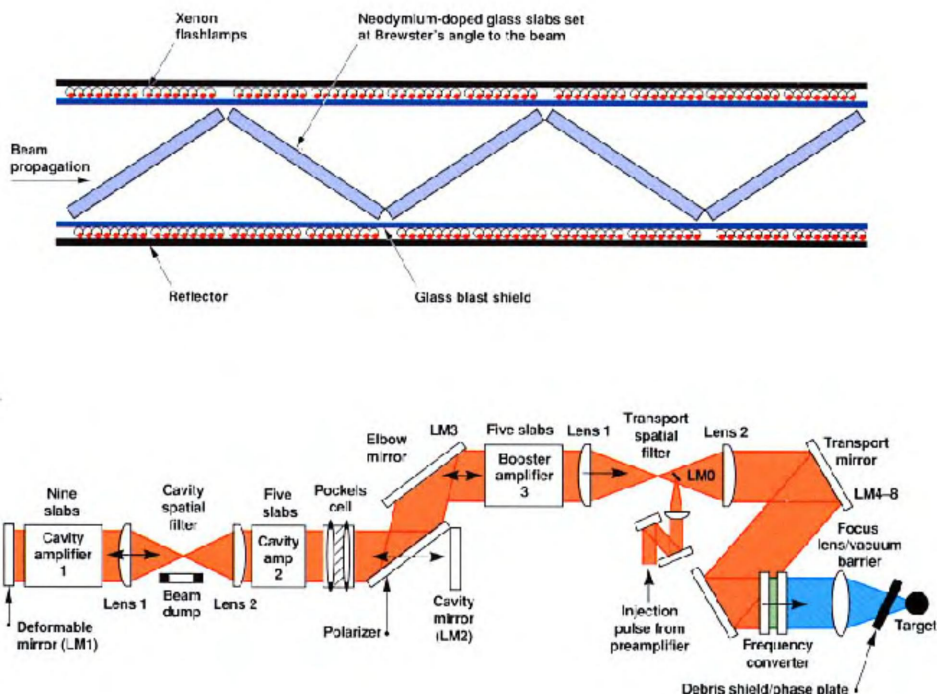 Xenon
flashlamps
Neodymium-doped glass slabs set
at Brewster's angle to the beam
Beam
propagation
Reflector
Glass blast shield
Nine
slabs
Cavity
amplifier
1
Lens 1
Deformable
mirror (LM1)
Cavity
spatial
filter
Beam
dump
Lens 2
Five
slabs
Cavity
amp
2
Pockels
cell
Polarizer
Elbow
mirror
LM3
Cavity
mirror
(LM2)
Five slabs
Booster
amplifier
3
Lens 1
Transport
spatial
filter
LM0
Injection
pulse from
preamplifier
Lens 2
Transport
mirror
LM4–8
Focus
lens/vacuum
barrier
Frequency
converter
Target
Debris shield/phase plate